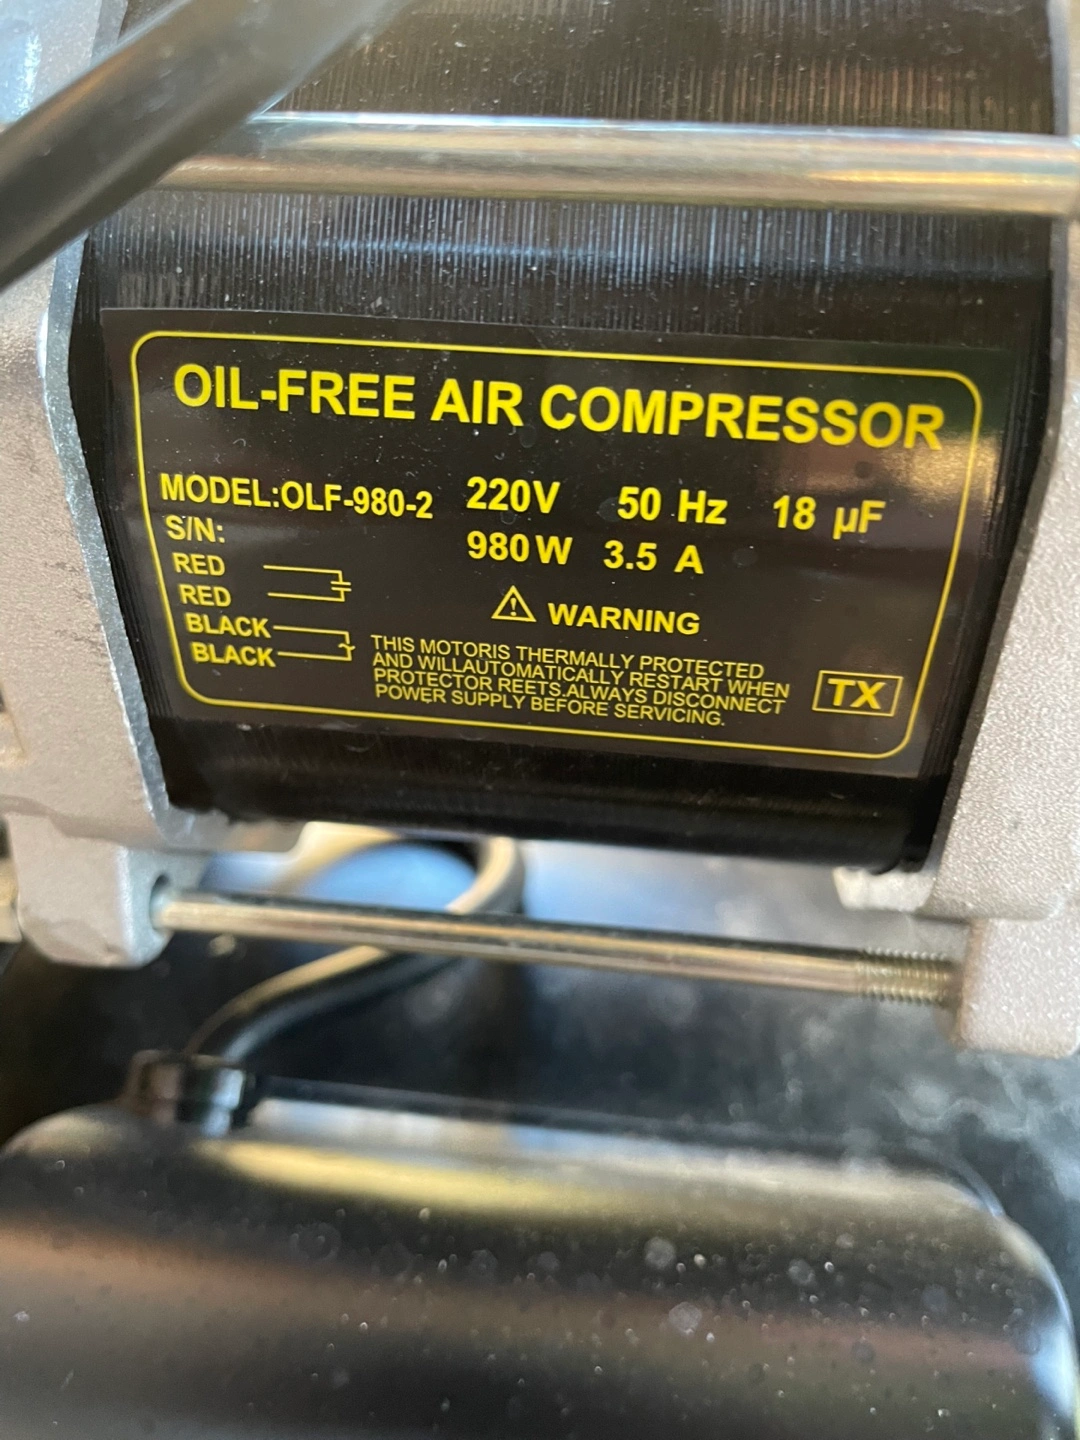 OIL-FREE AIR COMPRESSOR
MODEL:OLF-980-2 220V 50 Hz 18 µF
S/N: 980 W 3.5 A
RED
RED
BLACK
BLACK
⚠ WARNING
THIS MOTORIS THERMALLY PROTECTED
AND WILLAUTOMATICALLY RESTART WHEN
PROTECTOR REETS.ALWAYS DISCONNECT
POWER SUPPLY BEFORE SERVICING.
TX